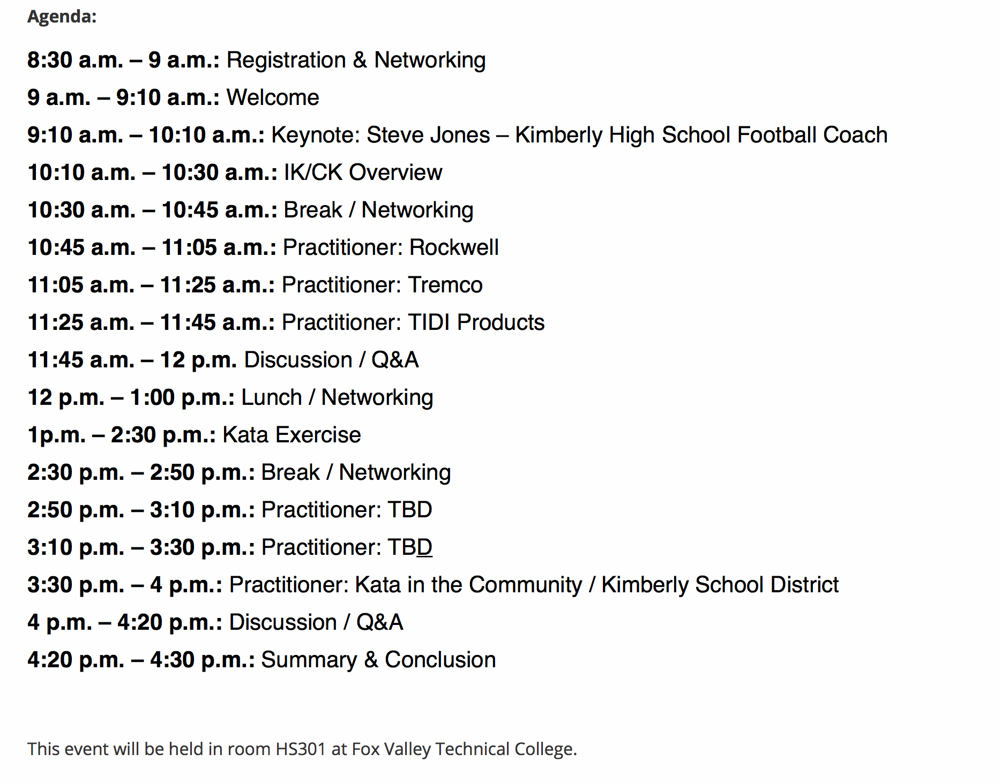 Agenda:
8:30 a.m. – 9 a.m.: Registration & Networking
9 a.m. – 9:10 a.m.: Welcome
9:10 a.m. – 10:10 a.m.: Keynote: Steve Jones – Kimberly High School Football Coach
10:10 a.m. – 10:30 a.m.: IK/CK Overview
10:30 a.m. – 10:45 a.m.: Break / Networking
10:45 a.m. – 11:05 a.m.: Practitioner: Rockwell
11:05 a.m. – 11:25 a.m.: Practitioner: Tremco
11:25 a.m. – 11:45 a.m.: Practitioner: TIDI Products
11:45 a.m. – 12 p.m. Discussion / Q&A
12 p.m. – 1:00 p.m.: Lunch / Networking
1p.m. – 2:30 p.m.: Kata Exercise
2:30 p.m. – 2:50 p.m.: Break / Networking
2:50 p.m. – 3:10 p.m.: Practitioner: TBD
3:10 p.m. – 3:30 p.m.: Practitioner: TBD
3:30 p.m. – 4 p.m.: Practitioner: Kata in the Community / Kimberly School District
4 p.m. – 4:20 p.m.: Discussion / Q&A
4:20 p.m. – 4:30 p.m.: Summary & Conclusion
This event will be held in room HS301 at Fox Valley Technical College.